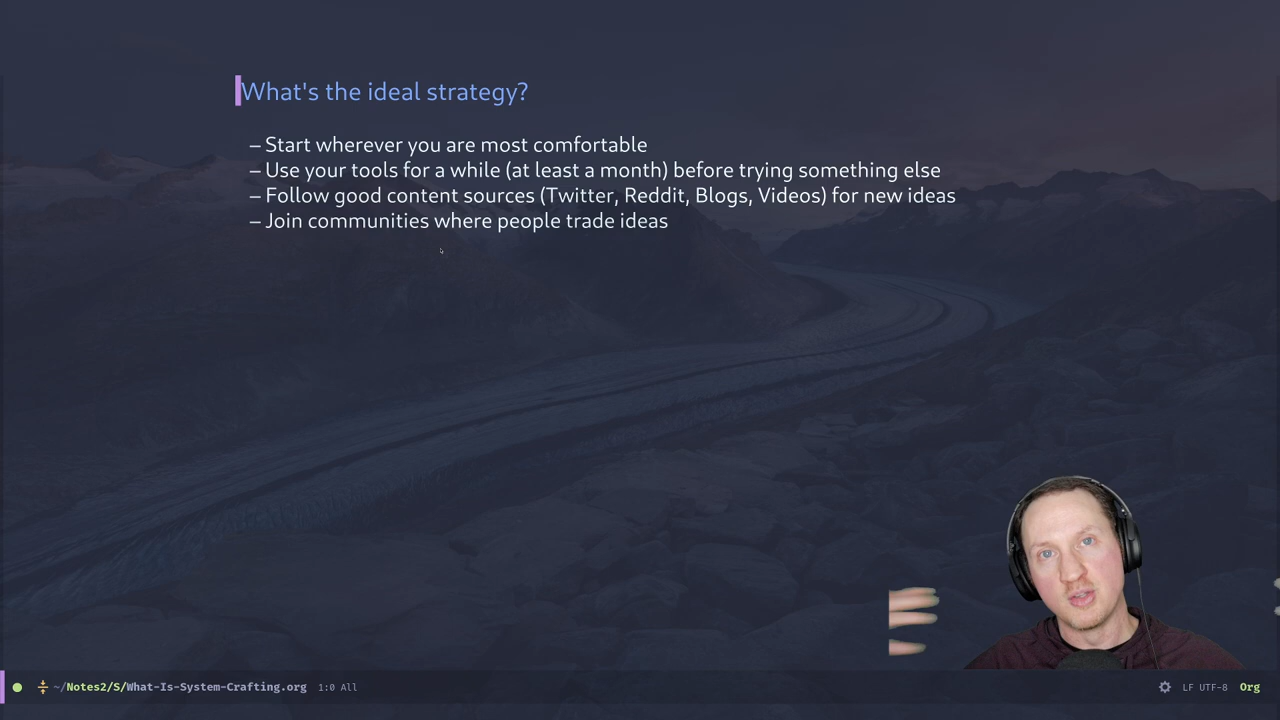 What's the ideal strategy?
– Start wherever you are most comfortable
– Use your tools for a while (at least a month) before trying something else
– Follow good content sources (Twitter, Reddit, Blogs, Videos) for new ideas
– Join communities where people trade ideas
~/Notes2/S/What-Is-System-Crafting.org 1:0 All LF UTF-8 Org